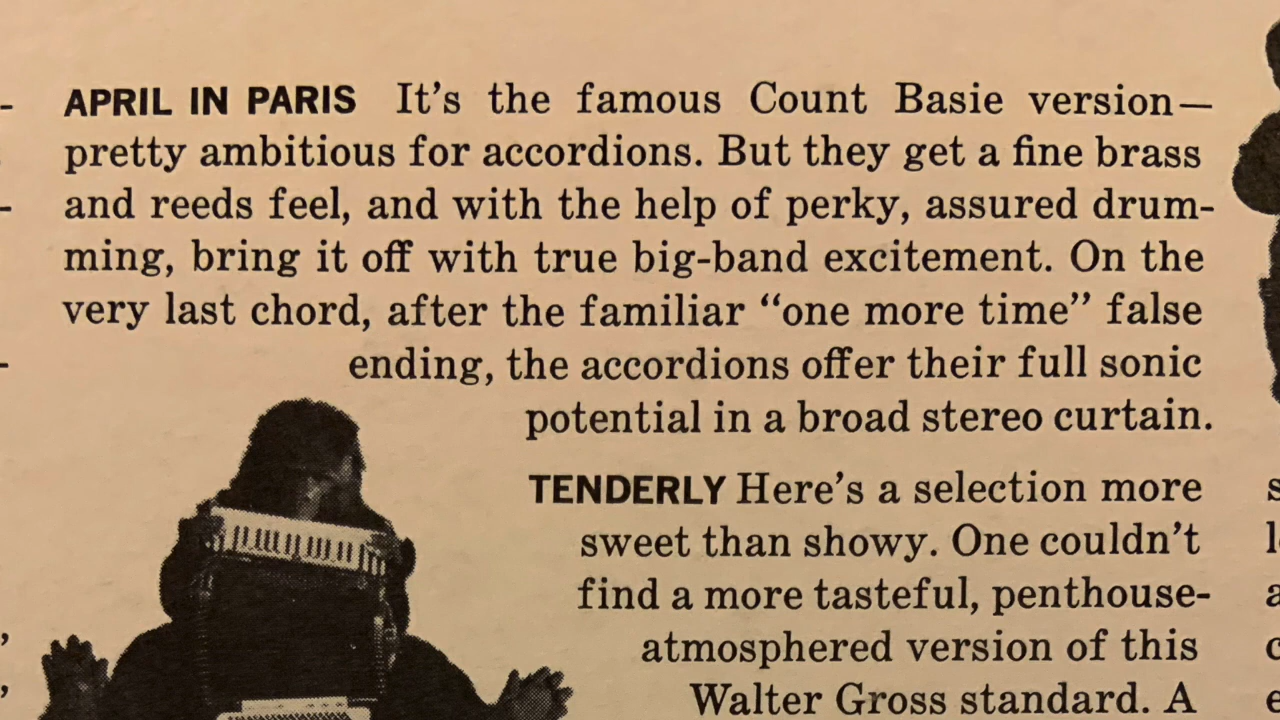 APRIL IN PARIS It's the famous Count Basie version—
pretty ambitious for accordions. But they get a fine brass
and reeds feel, and with the help of perky, assured drum-
ming, bring it off with true big-band excitement. On the
very last chord, after the familiar “one more time” false
ending, the accordions offer their full sonic
potential in a broad stereo curtain.
TENDERLY Here's a selection more
sweet than showy. One couldn't
find a more tasteful, penthouse-
atmosphered version of this
Walter Gross standard. A